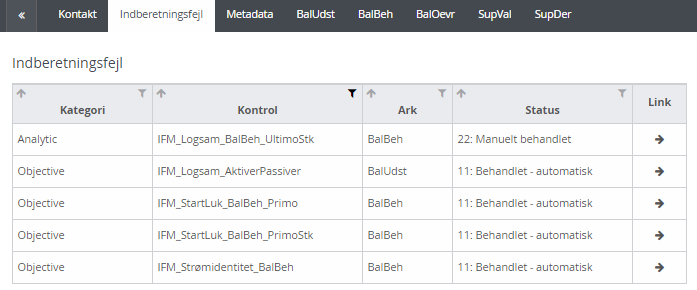 « Kontakt Indberetningsfejl Metadata BalUdst BalBeh BalOevr SupVal SupDer
Indberetningsfejl
Kategori Kontrol Ark Status Link
Analytic IFM_Logsam_BalBeh_UltimoStk BalBeh 22: Manuelt behandlet
Objective IFM_Logsam_AktiverPassiver BalUdst 11: Behandlet - automatisk
Objective IFM_StartLuk_BalBeh_Primo BalBeh 11: Behandlet - automatisk
Objective IFM_StartLuk_BalBeh_PrimoStk BalBeh 11: Behandlet - automatisk
Objective IFM_Strømidentitet_BalBeh BalBeh 11: Behandlet - automatisk